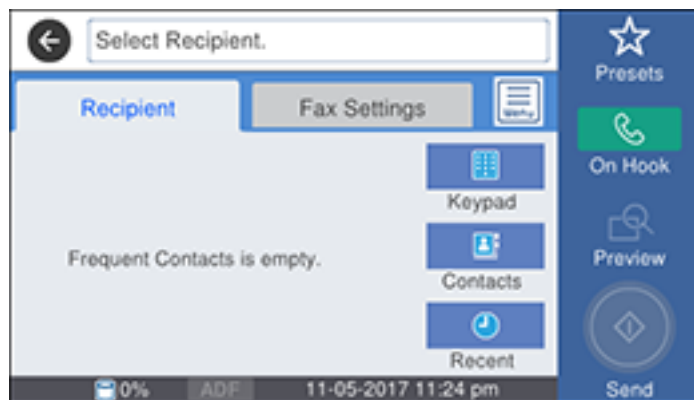 Select Recipient.
Presets
Recipient
Fax Settings
Menu
On Hook
Keypad
Frequent Contacts is empty.
Contacts
Preview
Recent
0%
ADF
11-05-2017 11:24 pm
Send